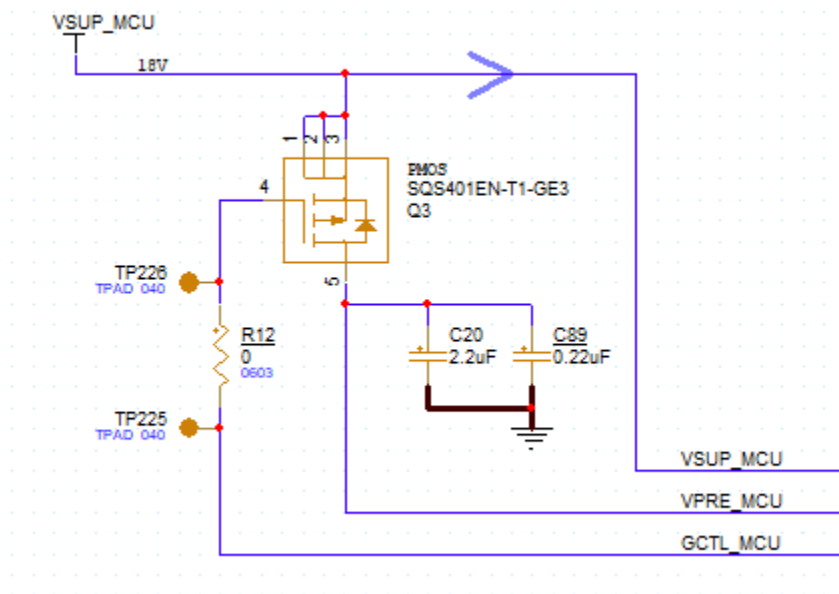 VSUP_MCU
18V
1
2
3
4
PMOS
SQS401EN-T1-GE3
Q3
5
TP226
TPAD 040
R12
0
0603
C20
2.2uF
C89
0.22uF
TP225
TPAD 040
VSUP_MCU
VPRE_MCU
GCTL_MCU